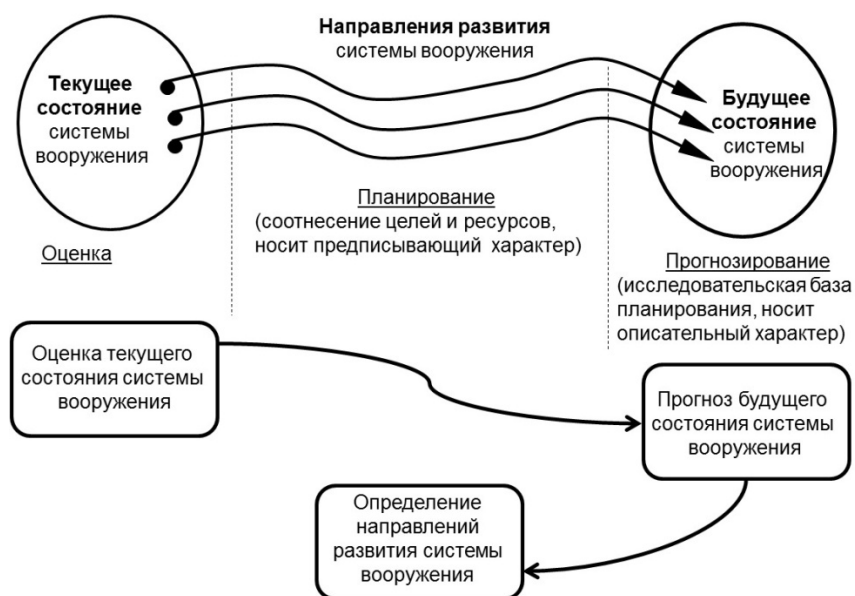 Направления развития
системы вооружения
Текущее
состояние
системы
вооружения
Будущее
состояние
системы
вооружения
Оценка
Планирование
(соотнесение целей и ресурсов,
носит предписывающий характер)
Прогнозирование
(исследовательская база
планирования, носит
описательный характер)
Оценка текущего
состояния системы
вооружения
Прогноз будущего
состояния системы
вооружения
Определение
направлений
развития системы
вооружения